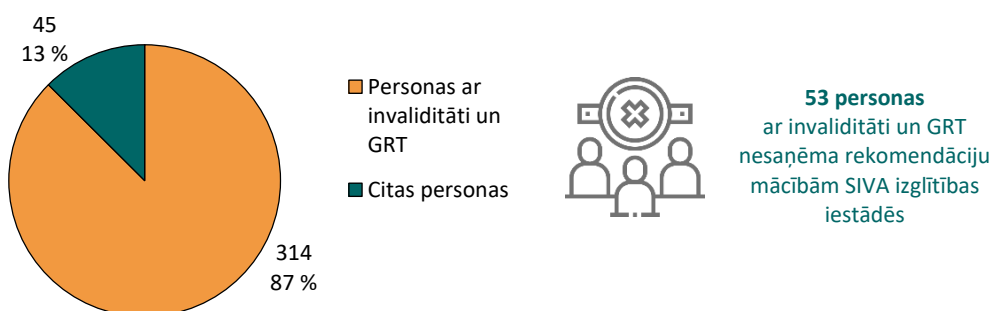 45
13 %
314
87 %
Personas ar
invaliditāti un
GRT
Citas personas
53 personas
ar invaliditāti un GRT
nesaņēma rekomendāciju
mācībām SIVA izglītības
iestādēs